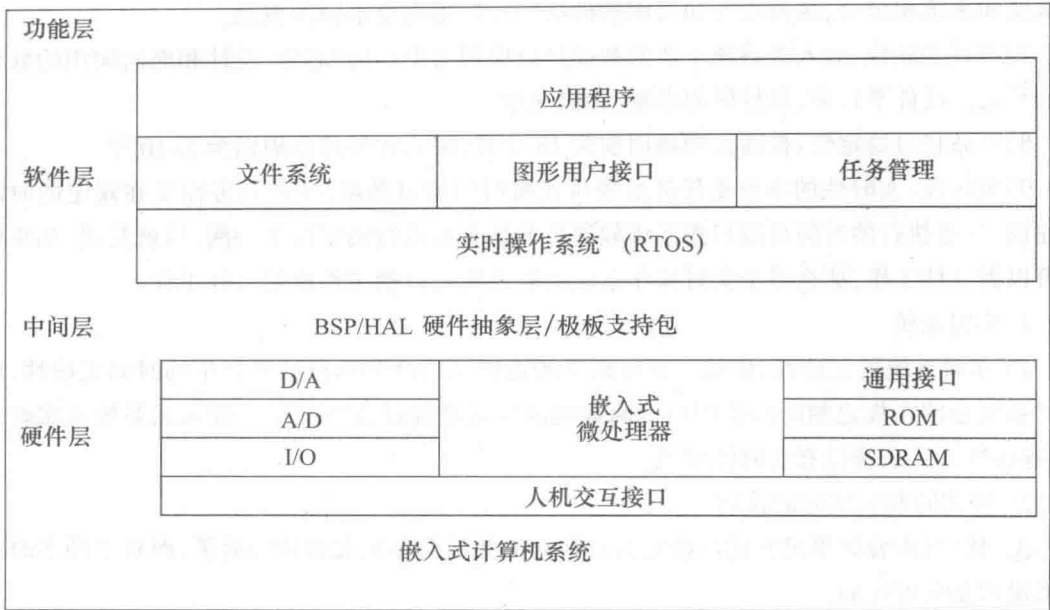 功能层
应用程序
软件层 文件系统 图形用户接口 任务管理
实时操作系统 (RTOS)
中间层 BSP/HAL 硬件抽象层/极板支持包
D/A 通用接口
硬件层 A/D 嵌入式微处理器 ROM
I/O SDRAM
人机交互接口
嵌入式计算机系统